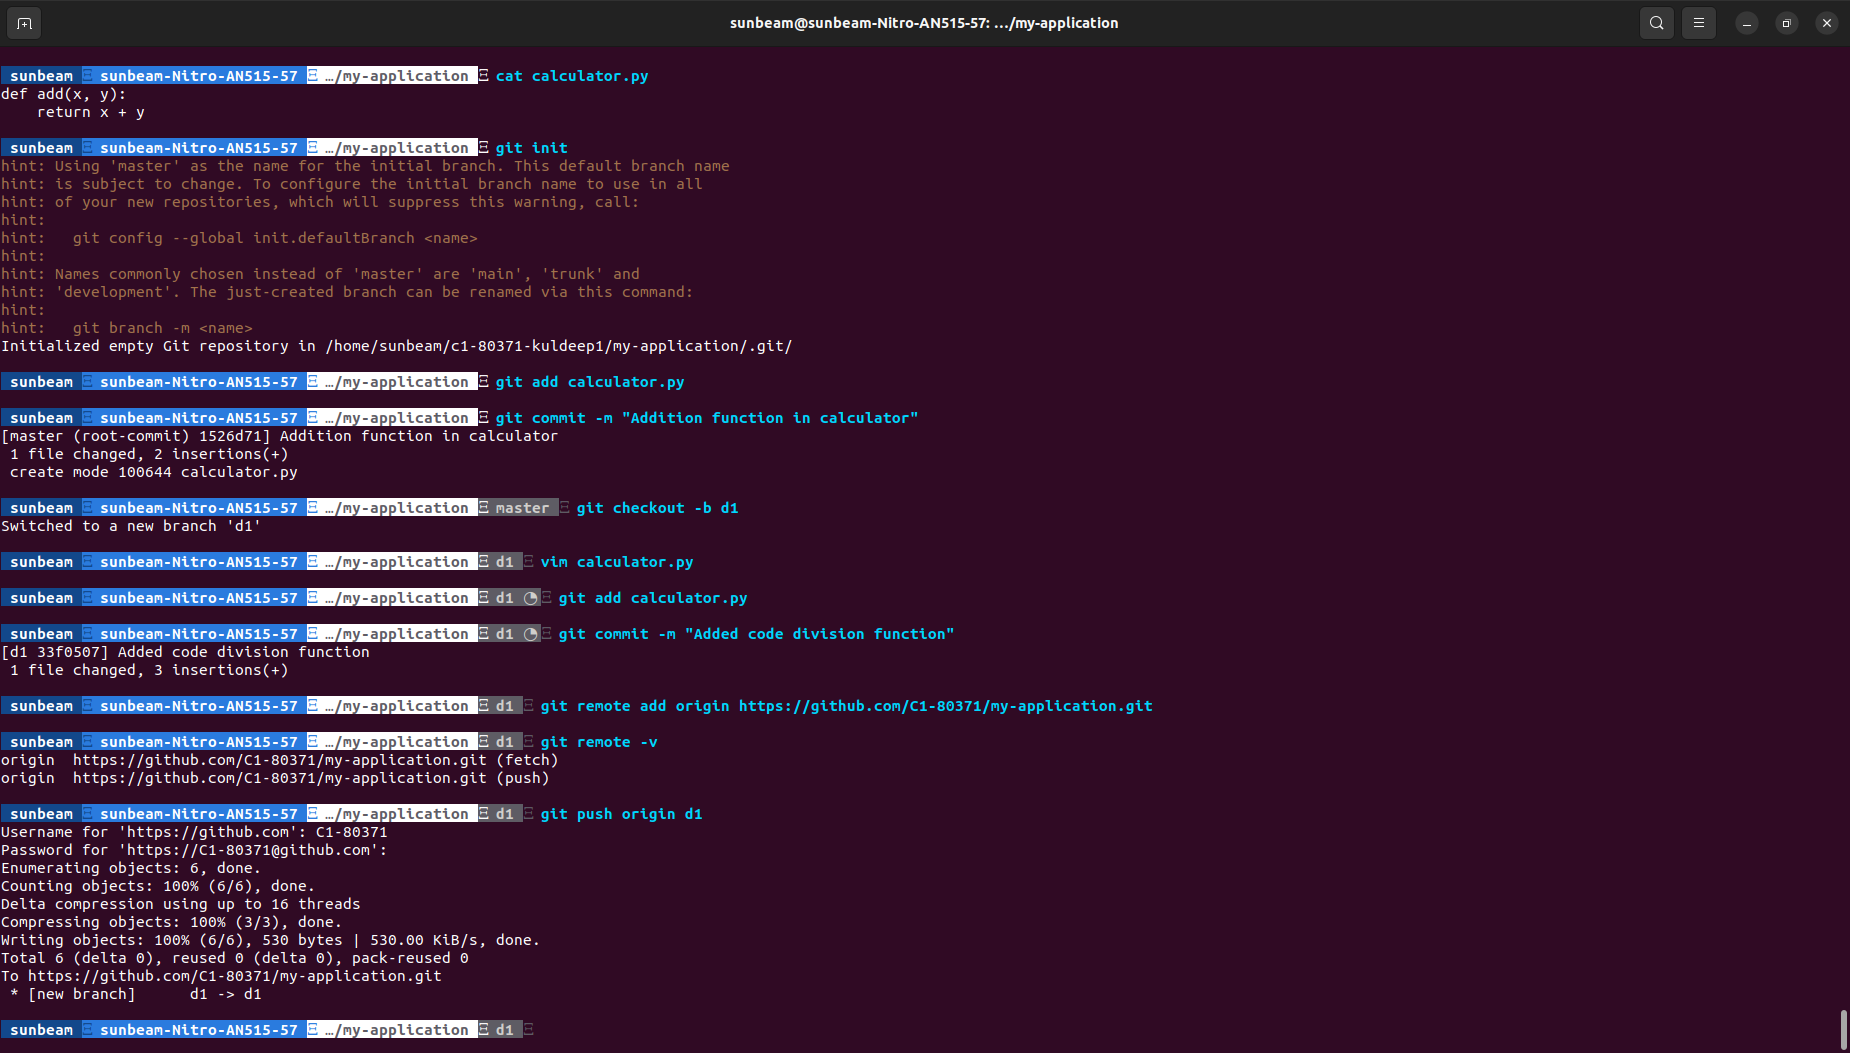 sunbeam@sunbeam-Nitro-AN515-57: …/my-application
sunbeam sunbeam-Nitro-AN515-57 …/my-application cat calculator.py
def add(x, y):
    return x + y
sunbeam sunbeam-Nitro-AN515-57 …/my-application git init
hint: Using 'master' as the name for the initial branch. This default branch name
hint: is subject to change. To configure the initial branch name to use in all
hint: of your new repositories, which will suppress this warning, call:
hint:
hint:   git config --global init.defaultBranch <name>
hint:
hint: Names commonly chosen instead of 'master' are 'main', 'trunk' and
hint: 'development'. The just-created branch can be renamed via this command:
hint:
hint:   git branch -m <name>
Initialized empty Git repository in /home/sunbeam/c1-80371-kuldeep1/my-application/.git/
sunbeam sunbeam-Nitro-AN515-57 …/my-application git add calculator.py
sunbeam sunbeam-Nitro-AN515-57 …/my-application git commit -m "Addition function in calculator"
[master (root-commit) 1526d71] Addition function in calculator
 1 file changed, 2 insertions(+)
 create mode 100644 calculator.py
sunbeam sunbeam-Nitro-AN515-57 …/my-application master git checkout -b d1
Switched to a new branch 'd1'
sunbeam sunbeam-Nitro-AN515-57 …/my-application d1 vim calculator.py
sunbeam sunbeam-Nitro-AN515-57 …/my-application d1 ◔ git add calculator.py
sunbeam sunbeam-Nitro-AN515-57 …/my-application d1 ◔ git commit -m "Added code division function"
[d1 33f0507] Added code division function
 1 file changed, 3 insertions(+)
sunbeam sunbeam-Nitro-AN515-57 …/my-application d1 git remote add origin https://github.com/C1-80371/my-application.git
sunbeam sunbeam-Nitro-AN515-57 …/my-application d1 git remote -v
origin  https://github.com/C1-80371/my-application.git (fetch)
origin  https://github.com/C1-80371/my-application.git (push)
sunbeam sunbeam-Nitro-AN515-57 …/my-application d1 git push origin d1
Username for 'https://github.com': C1-80371
Password for 'https://C1-80371@github.com':
Enumerating objects: 6, done.
Counting objects: 100% (6/6), done.
Delta compression using up to 16 threads
Compressing objects: 100% (3/3), done.
Writing objects: 100% (6/6), 530 bytes | 530.00 KiB/s, done.
Total 6 (delta 0), reused 0 (delta 0), pack-reused 0
To https://github.com/C1-80371/my-application.git
 * [new branch]      d1 -> d1
sunbeam sunbeam-Nitro-AN515-57 …/my-application d1